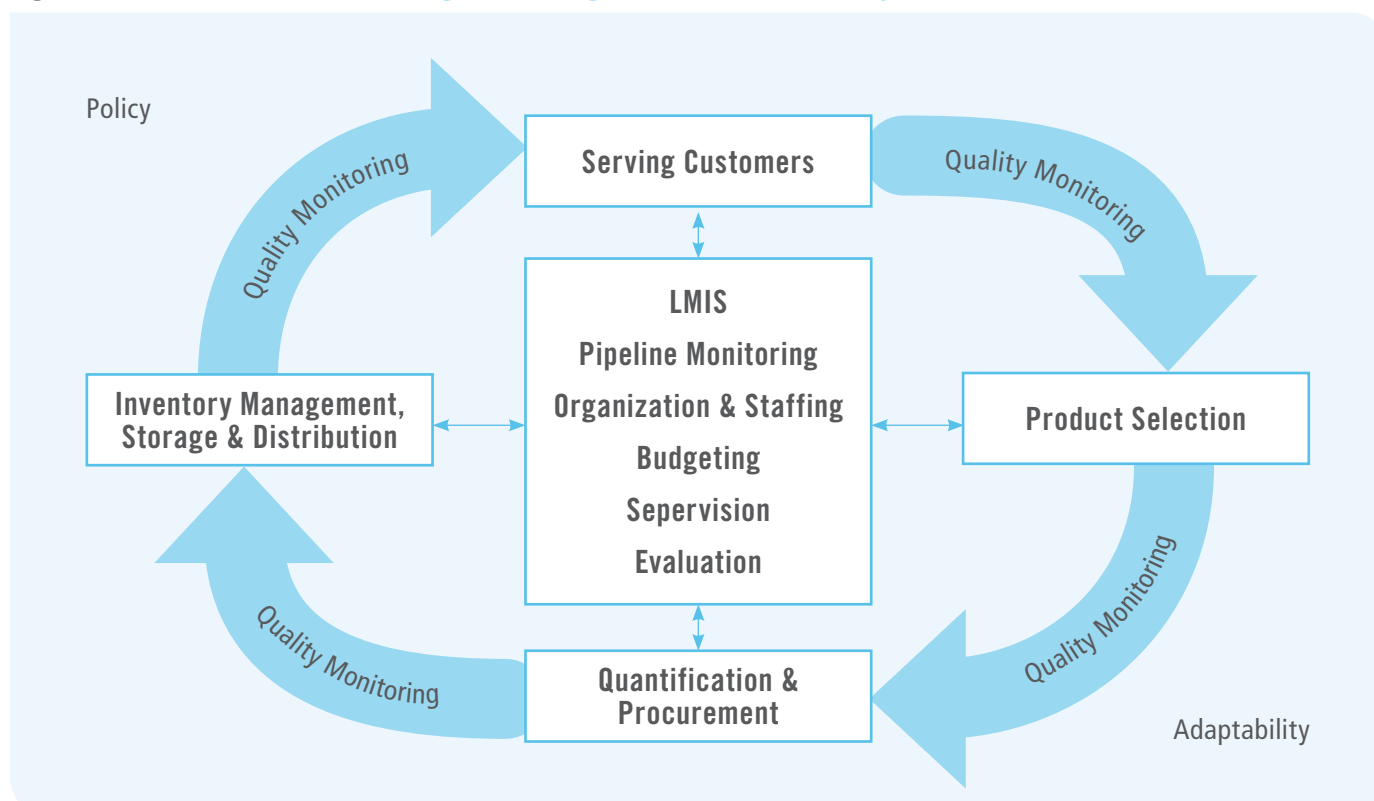 Policy
Serving Customers
Quality Monitoring
Quality Monitoring
LMIS
Pipeline Monitoring
Organization & Staffing
Budgeting
Sepervision
Evaluation
Inventory Management,
Storage & Distribution
Product Selection
Quality Monitoring
Quality Monitoring
Quantification &
Procurement
Adaptability